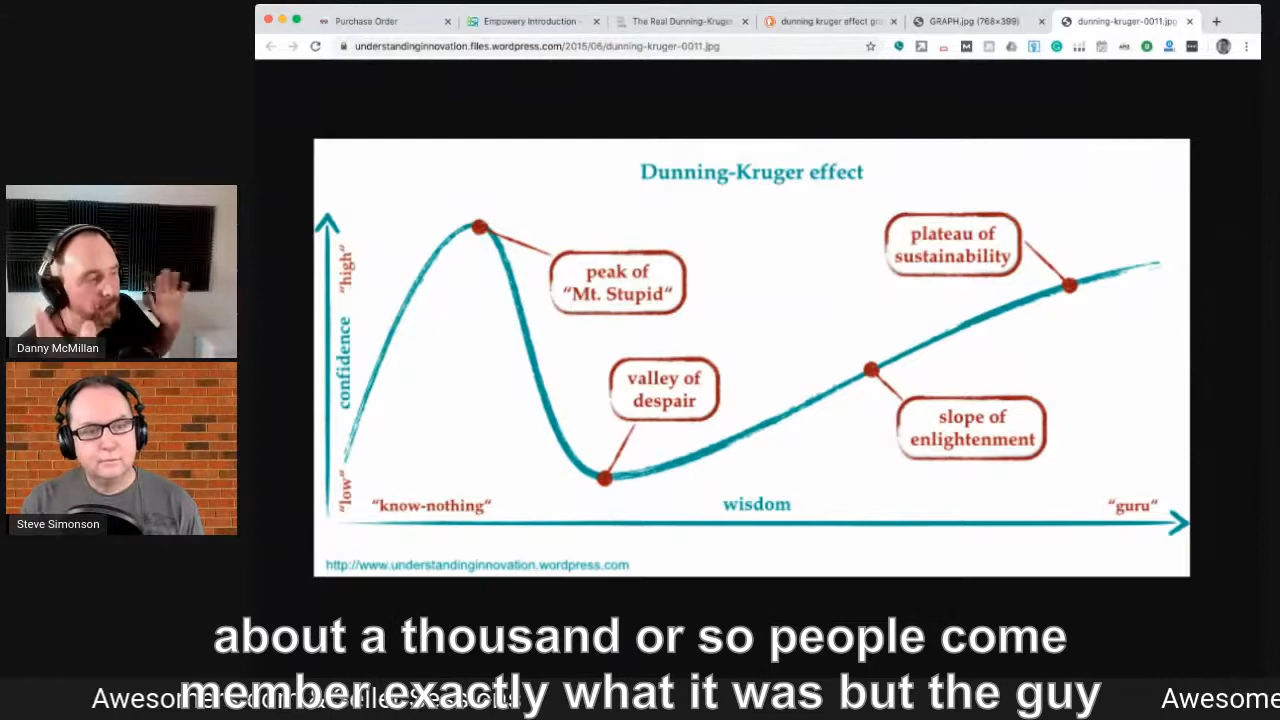 Purchase Order
Empowery Introduction -
The Real Dunning-Kruger
dunning kruger effect gra
GRAPH.jpg (768×399)
dunning-kruger-0011.jpg
understandinginnovation.files.wordpress.com/2015/06/dunning-kruger-0011.jpg
Dunning-Kruger effect
"high"
confidence
"low"
peak of
"Mt. Stupid"
plateau of
sustainability
valley of
despair
slope of
enlightenment
"know-nothing"
wisdom
"guru"
http://www.understandinginnovation.wordpress.com
Danny McMillan
Steve Simonson
about a thousand or so people come
member exactly what it was but the guy
Awesome